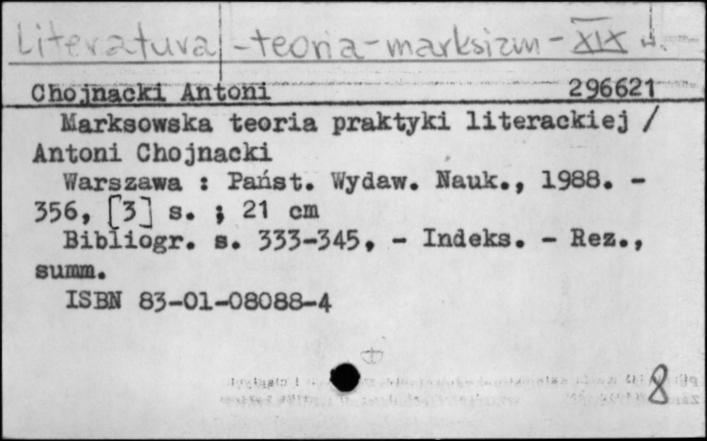 Literatura - teoria - marksizm - XIX w.
Chojnacki Antoni 296621
Marksowska teoria praktyki literackiej /
Antoni Chojnacki
Warszawa : Państ. Wydaw. Nauk., 1988. -
356, [3] s. ; 21 cm
Bibliogr. s. 333-345, - Indeks. - Rez.,
summ.
ISBN 83-01-08088-4
8